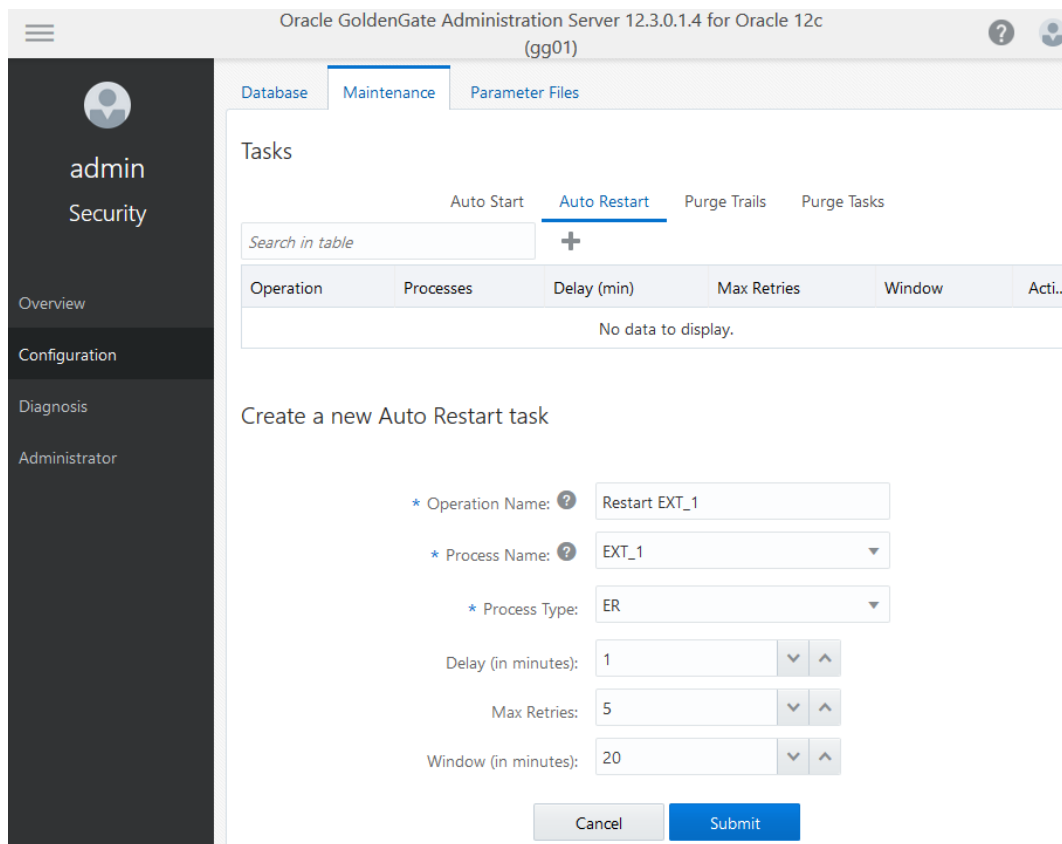 Oracle GoldenGate Administration Server 12.3.0.1.4 for Oracle 12c
(gg01)
admin
Security
Overview
Configuration
Diagnosis
Administrator
Database Maintenance Parameter Files
Tasks
Auto Start Auto Restart Purge Trails Purge Tasks
Search in table
Operation Processes Delay (min) Max Retries Window Acti..
No data to display.
Create a new Auto Restart task
* Operation Name: ? Restart EXT_1
* Process Name: ? EXT_1
* Process Type: ER
Delay (in minutes): 1
Max Retries: 5
Window (in minutes): 20
Cancel Submit